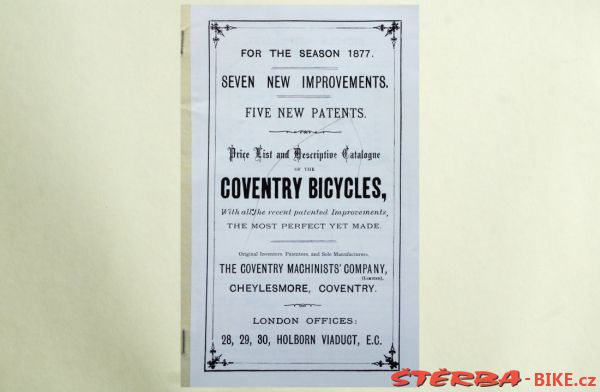 FOR THE SEASON 1877.
SEVEN NEW IMPROVEMENTS.
FIVE NEW PATENTS.
Price List and Descriptive Catalogue
OF THE
COVENTRY BICYCLES,
With all the recent patented Improvements,
THE MOST PERFECT YET MADE.
Original Inventors, Patentees, and Sole Manufacturers,
THE COVENTRY MACHINISTS' COMPANY,
(LIMITED),
CHEYLESMORE, COVENTRY.
LONDON OFFICES:
28, 29, 30, HOLBORN VIADUCT, E.C.
ŠTĚRBA-BIKE.cz